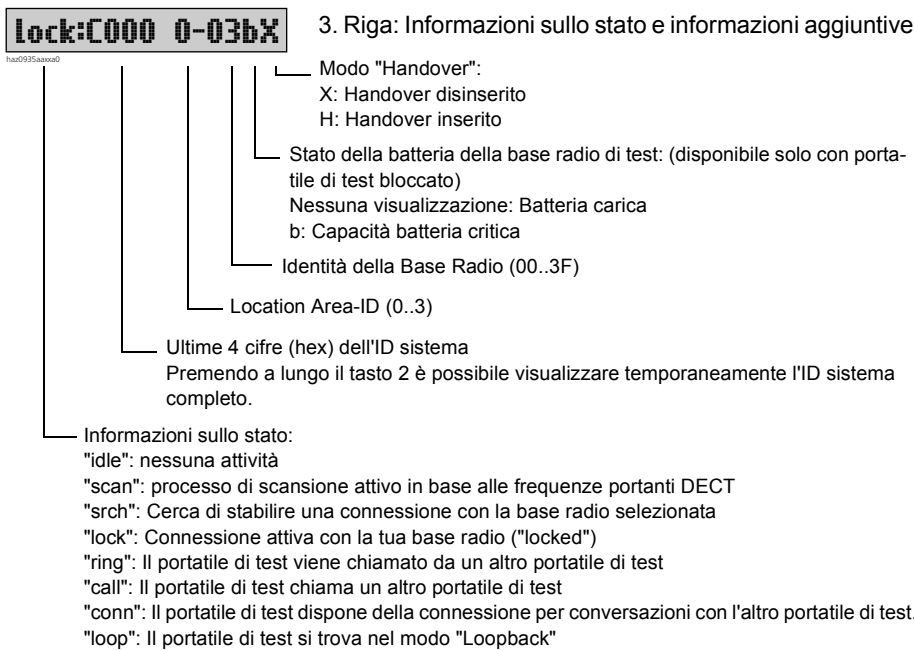 lock:C000 0-03bX
3. Riga: Informazioni sullo stato e informazioni aggiuntive
haz0935aaxxa0
Modo "Handover":
X: Handover disinserito
H: Handover inserito
Stato della batteria della base radio di test: (disponibile solo con porta-
tile di test bloccato)
Nessuna visualizzazione: Batteria carica
b: Capacità batteria critica
Identità della Base Radio (00..3F)
Location Area-ID (0..3)
Ultime 4 cifre (hex) dell'ID sistema
Premendo a lungo il tasto 2 è possibile visualizzare temporaneamente l'ID sistema
completo.
Informazioni sullo stato:
"idle": nessuna attività
"scan": processo di scansione attivo in base alle frequenze portanti DECT
"srch": Cerca di stabilire una connessione con la base radio selezionata
"lock": Connessione attiva con la tua base radio ("locked")
"ring": Il portatile di test viene chiamato da un altro portatile di test
"call": Il portatile di test chiama un altro portatile di test
"conn": Il portatile di test dispone della connessione per conversazioni con l'altro portatile di test.
"loop": Il portatile di test si trova nel modo "Loopback"